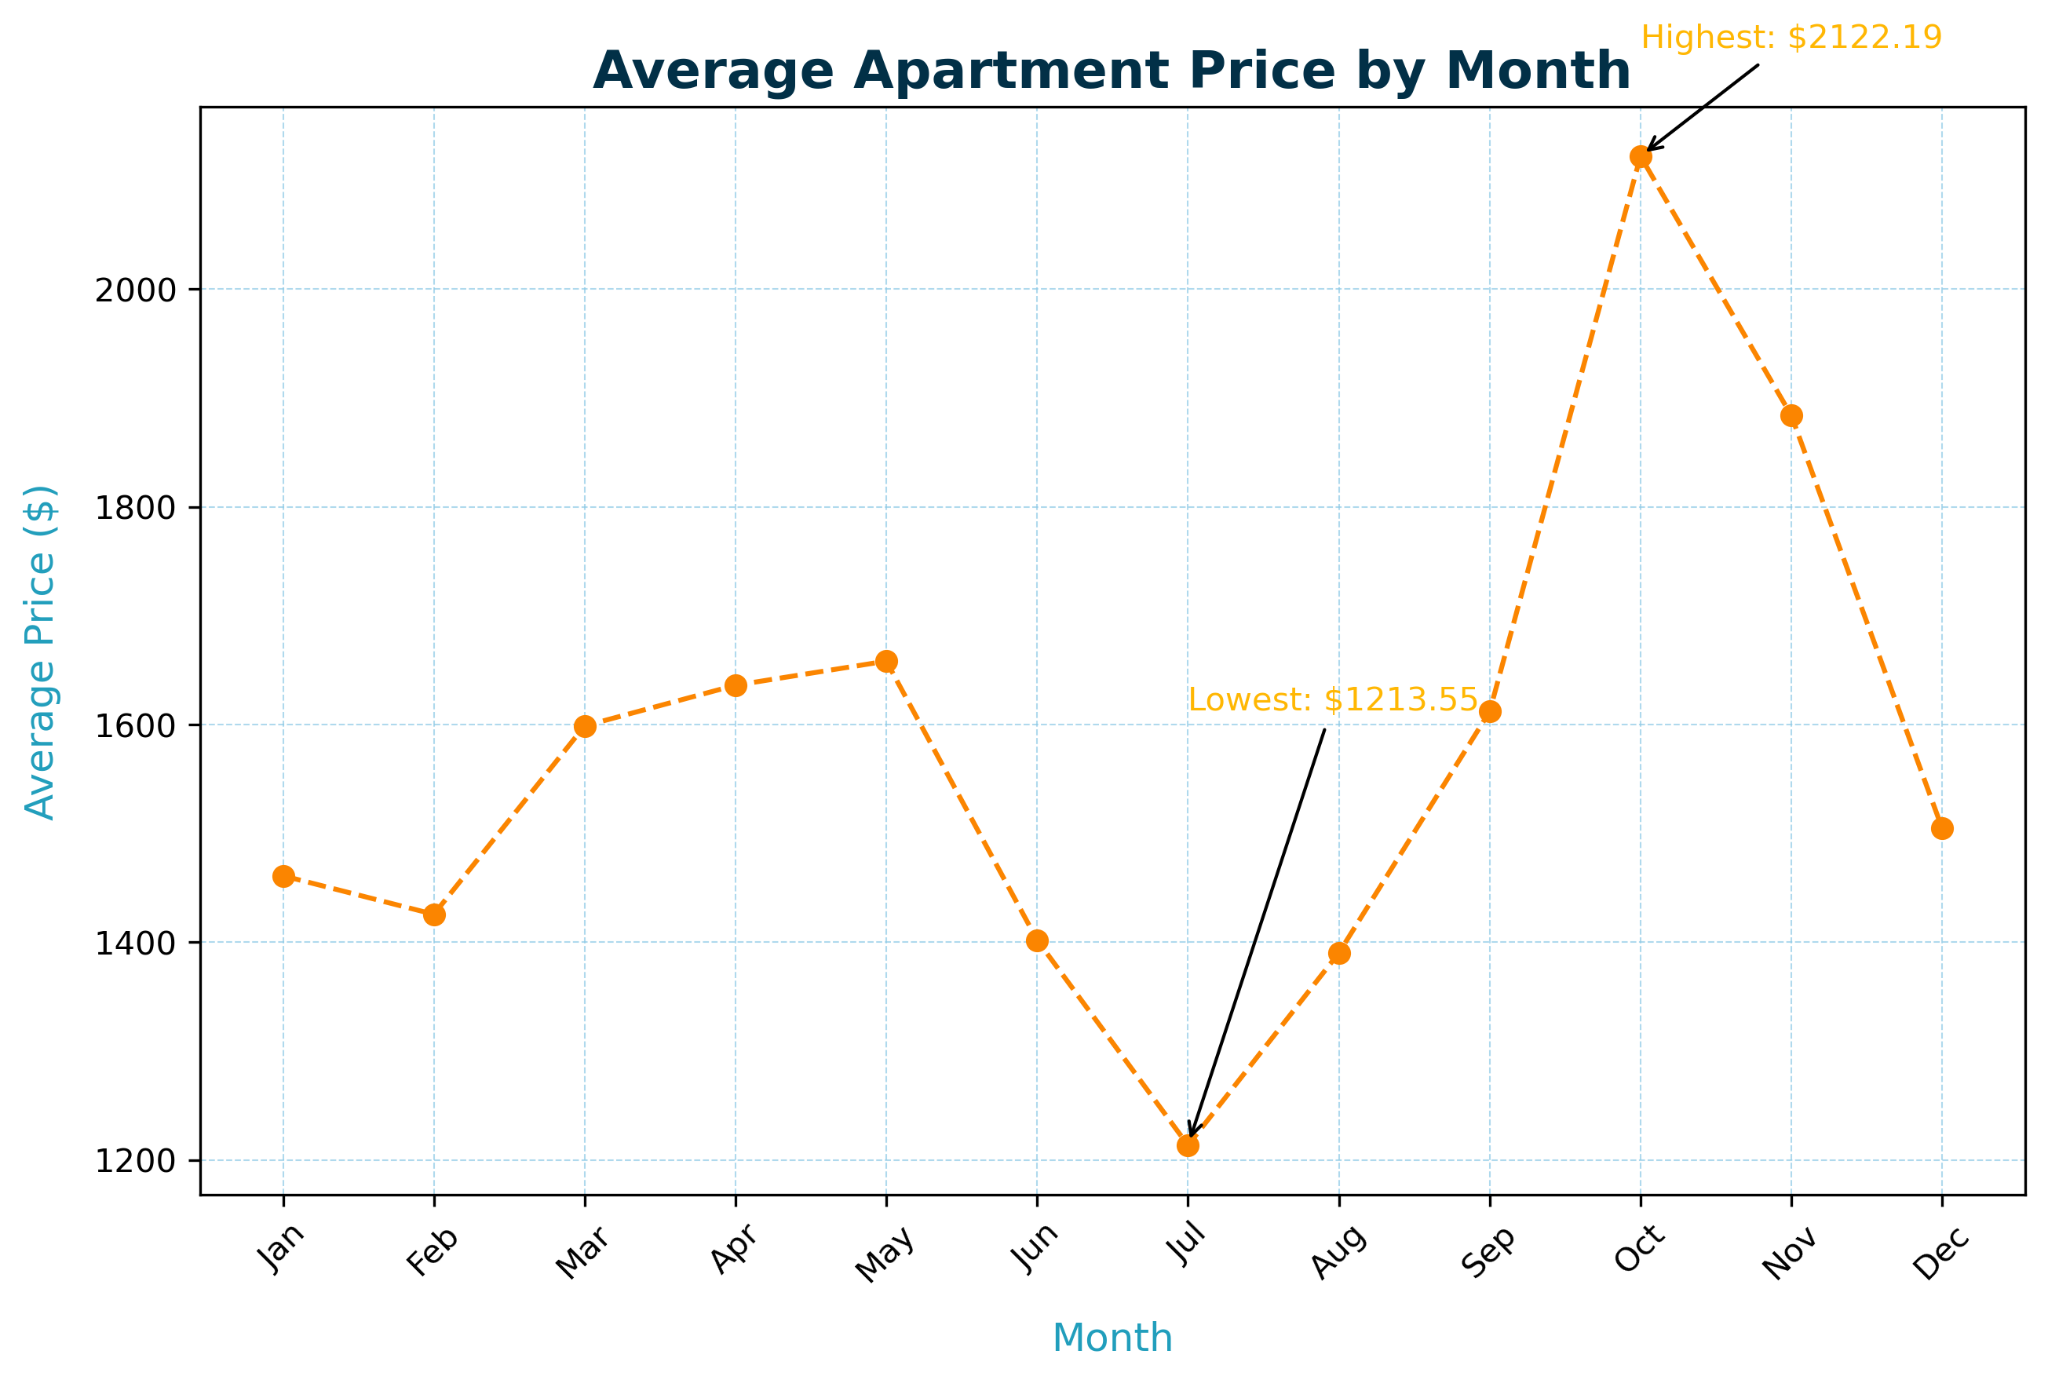 Highest: $2122.19
Average Apartment Price by Month
Average Price ($)
2000
1800
1600
1400
1200
Lowest: $1213.55
Jan
Feb
Mar
Apr
May
Jun
Jul
Aug
Sep
Oct
Nov
Dec
Month